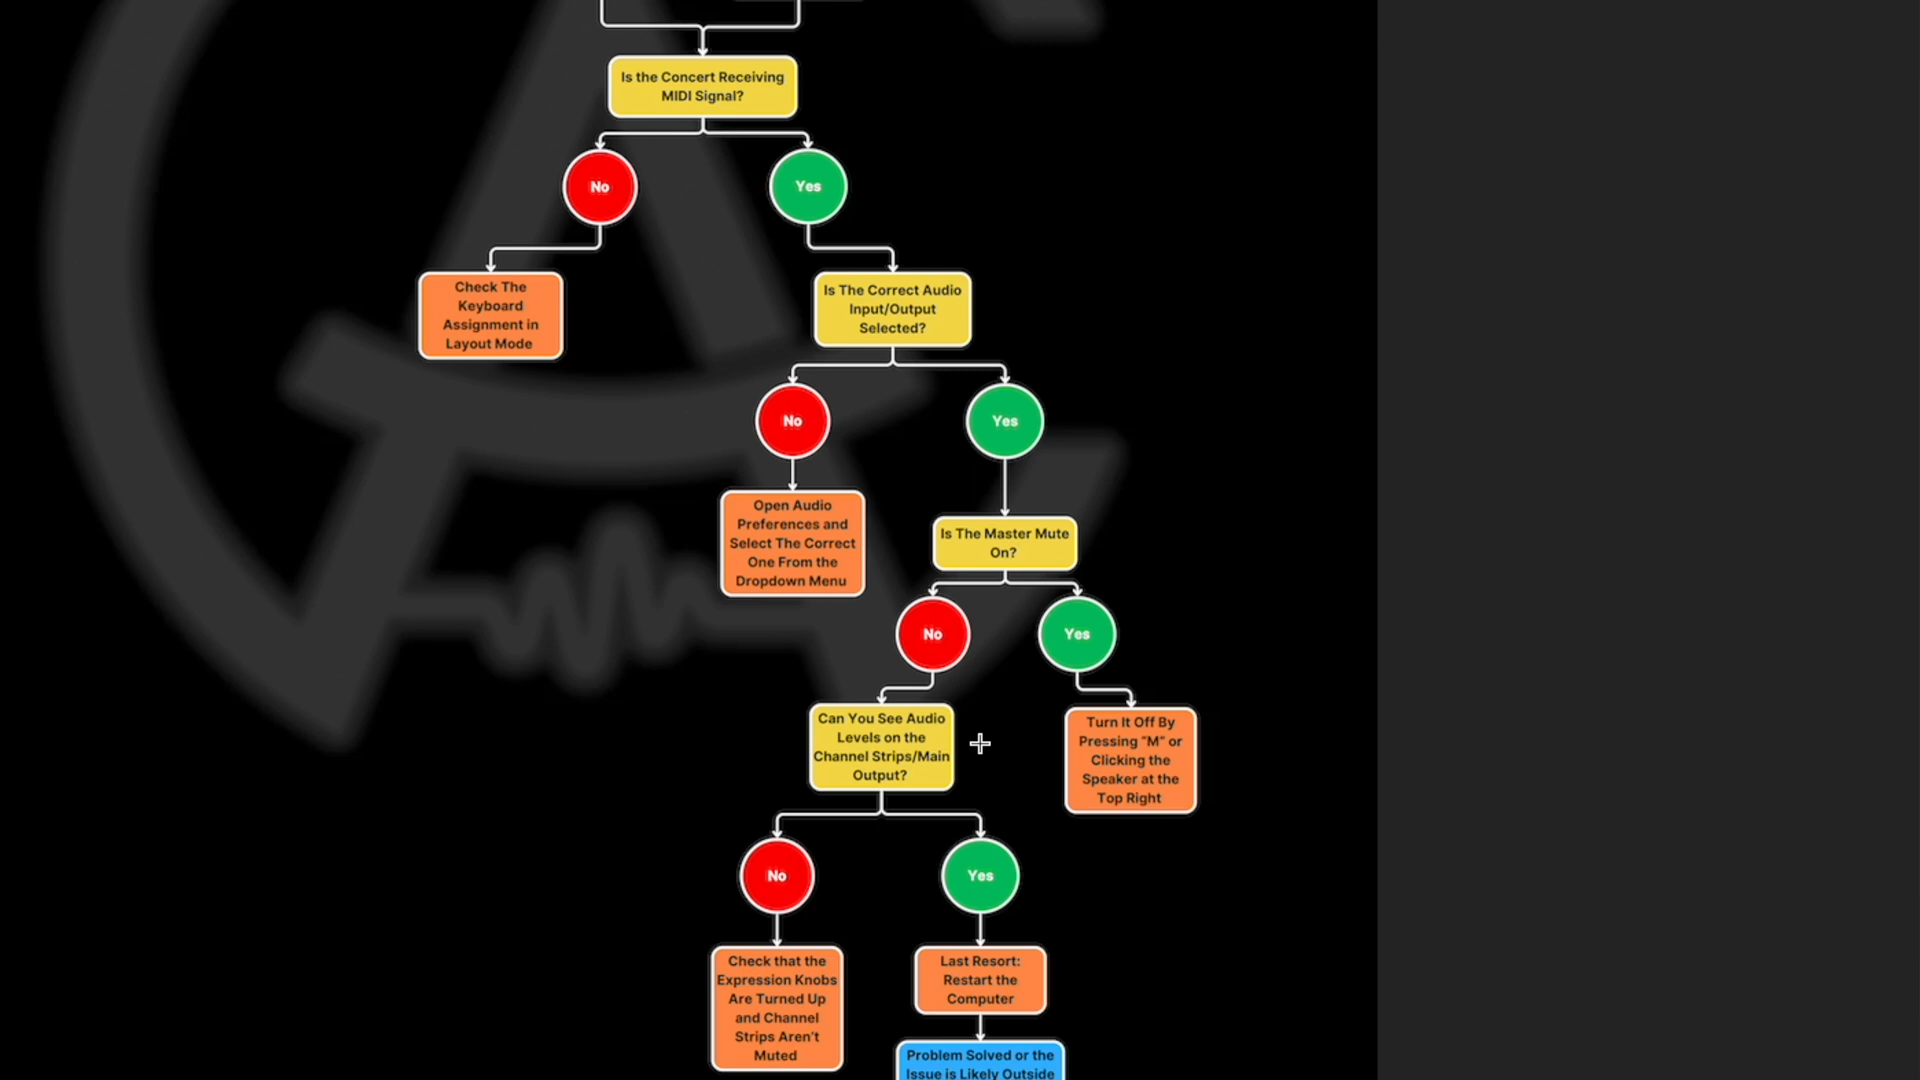 Is the Concert Receiving
MIDI Signal?
No
Yes
Check The
Keyboard
Assignment in
Layout Mode
Is The Correct Audio
Input/Output
Selected?
No
Yes
Open Audio
Preferences and
Select The Correct
One From the
Dropdown Menu
Is The Master Mute
On?
No
Yes
Can You See Audio
Levels on the
Channel Strips/Main
Output?
Turn It Off By
Pressing “M” or
Clicking the
Speaker at the
Top Right
No
Yes
Check that the
Expression Knobs
Are Turned Up
and Channel
Strips Aren’t
Muted
Last Resort:
Restart the
Computer
Problem Solved or the
Issue is Likely Outside